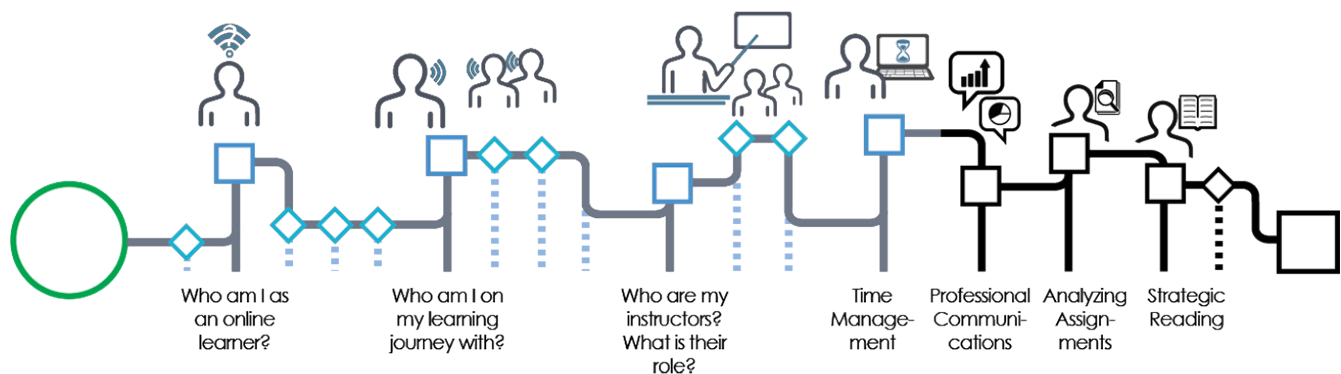 Who am I as
an online
learner?
Who am I on
my learning
journey with?
Who are my
instructors?
What is their
role?
Time
Manage-
ment
Professional
Communi-
cations
Analyzing
Assign-
ments
Strategic
Reading